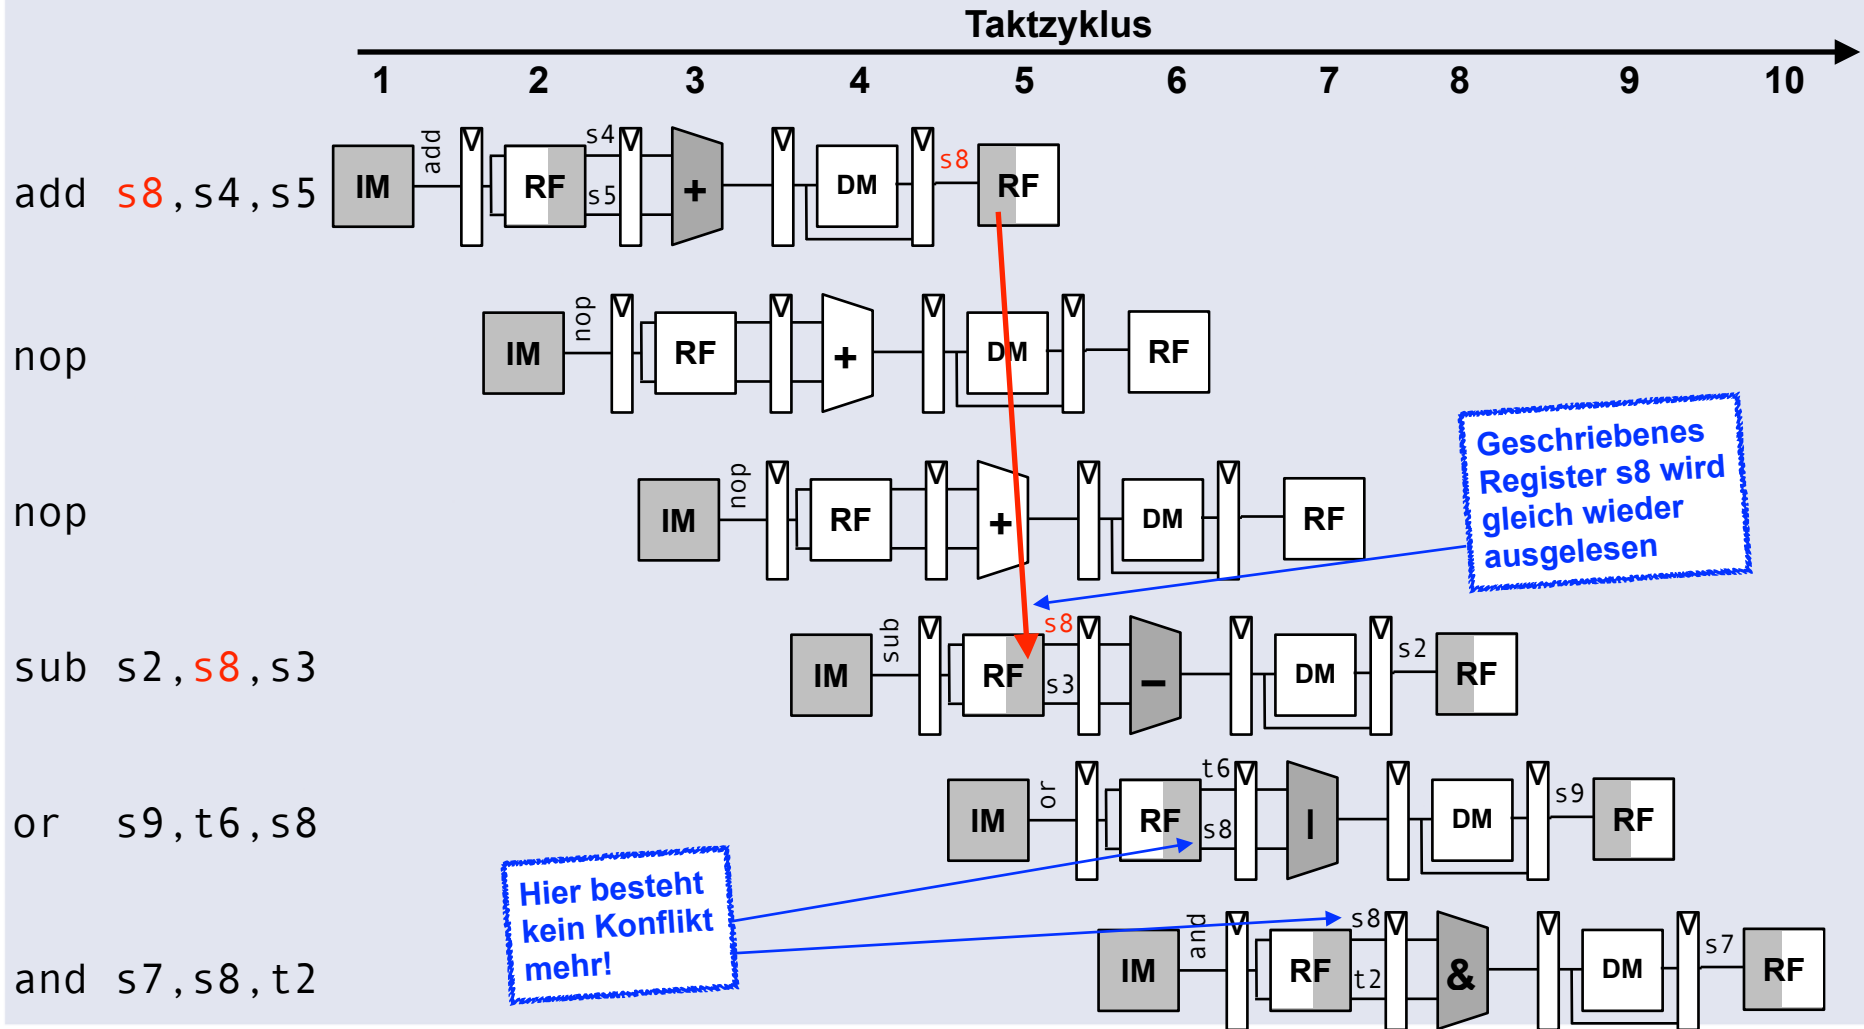 Taktzyklus
1 2 3 4 5 6 7 8 9 10
add s8,s4,s5
IM
add
V
RF
s4
s5
V
+
V
DM
V
s8
RF
nop
IM
nop
V
RF
V
+
V
DM
V
RF
nop
IM
nop
V
RF
V
+
V
DM
V
RF
Geschriebenes
Register s8 wird
gleich wieder
ausgelesen
sub s2,s8,s3
IM
sub
V
RF
s8
s3
V
–
V
DM
V
s2
RF
or s9,t6,s8
IM
or
V
RF
t6
s8
V
|
V
DM
V
s9
RF
Hier besteht
kein Konflikt
mehr!
and s7,s8,t2
IM
and
V
RF
s8
t2
V
&
V
DM
V
s7
RF